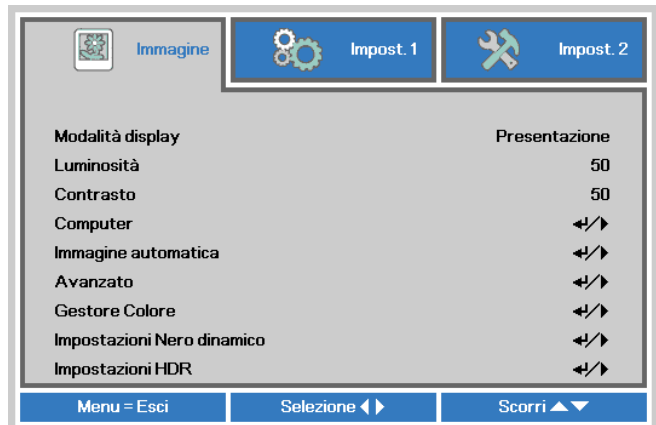 Immagine Impost. 1 Impost. 2
Modalità display Presentazione
Luminosità 50
Contrasto 50
Computer ↵/▶
Immagine automatica ↵/▶
Avanzato ↵/▶
Gestore Colore ↵/▶
Impostazioni Nero dinamico ↵/▶
Impostazioni HDR ↵/▶
Menu = Esci Selezione ◀▶ Scorri ▲▼